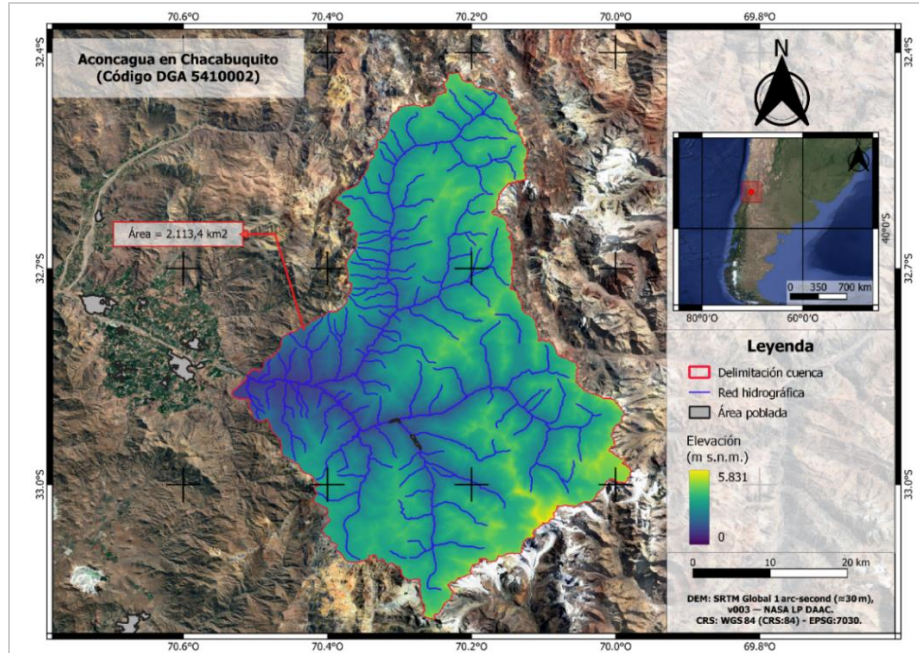 70.6°O 70.4°O 70.2°O 70.0°O 69.8°O
32.4°S 32.4°S
Aconcagua en Chacabuquito
(Código DGA 5410002)
N
Área = 2.113,4 km2
40°0'S
32.7°S 32.7°S
0 350 700 km
80°0'O 60°0'O
Leyenda
Delimitación cuenca
Red hidrográfica
Área poblada
Elevación
(m s.n.m.)
5.831
0
33.0°S 33.0°S
0 10 20 km
DEM: SRTM Global 1 arc-second (≈30 m),
v003 — NASA LP DAAC.
CRS: WGS 84 (CRS:84) - EPSG:7030.
70.6°O 70.4°O 70.2°O 70.0°O 69.8°O